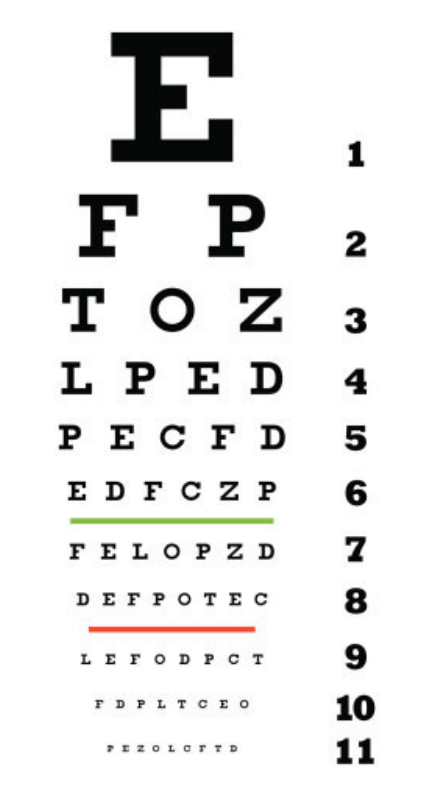 E 1
F P 2
T O Z 3
L P E D 4
P E C F D 5
E D F C Z P 6
F E L O P Z D 7
D E F P O T E C 8
L E F O D P C T 9
F D P L T C E O 10
P E Z O L C F T D 11